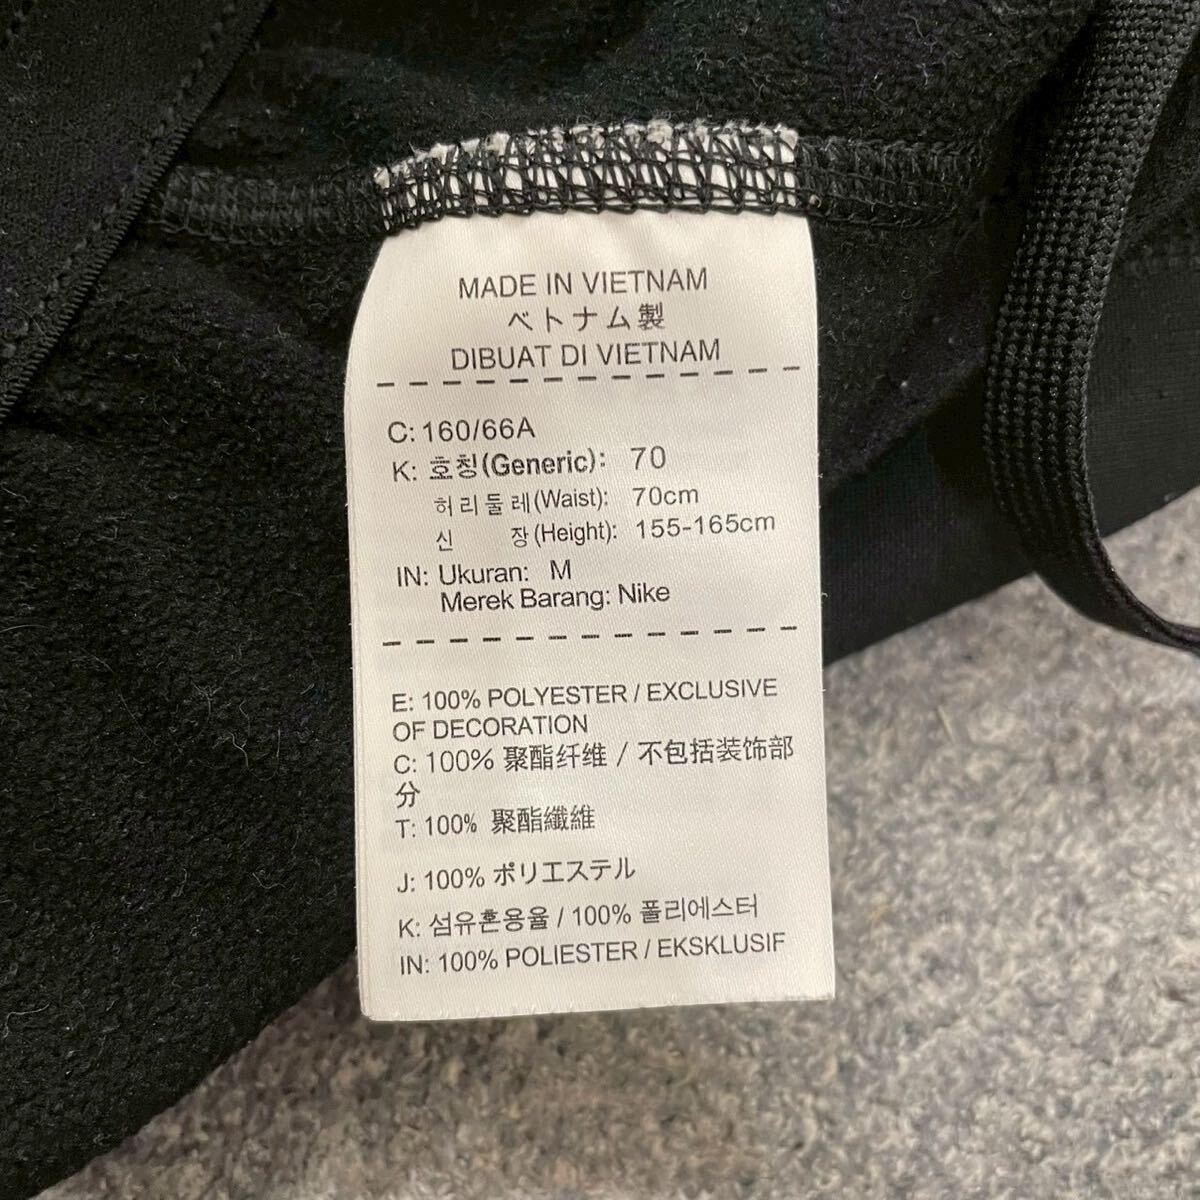 MADE IN VIETNAM
ベトナム製
DIBUAT DI VIETNAM
C: 160/66A
K: 호칭(Generic): 70
허리둘레(Waist): 70cm
신 장(Height): 155-165cm
IN: Ukuran: M
Merek Barang: Nike
E: 100% POLYESTER / EXCLUSIVE
OF DECORATION
C: 100% 聚酯纤维 / 不包括装饰部
分
T: 100% 聚酯纖維
J: 100% ポリエステル
K: 섬유혼용율 / 100% 폴리에스터
IN: 100% POLIESTER / EKSKLUSIF